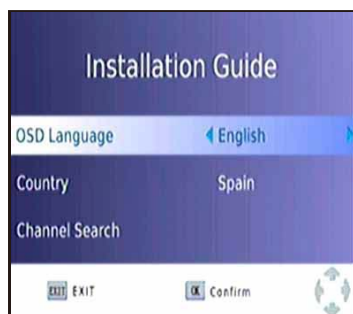 Installation Guide
OSD Language English
Country Spain
Channel Search
EXIT EXIT OK Confirm